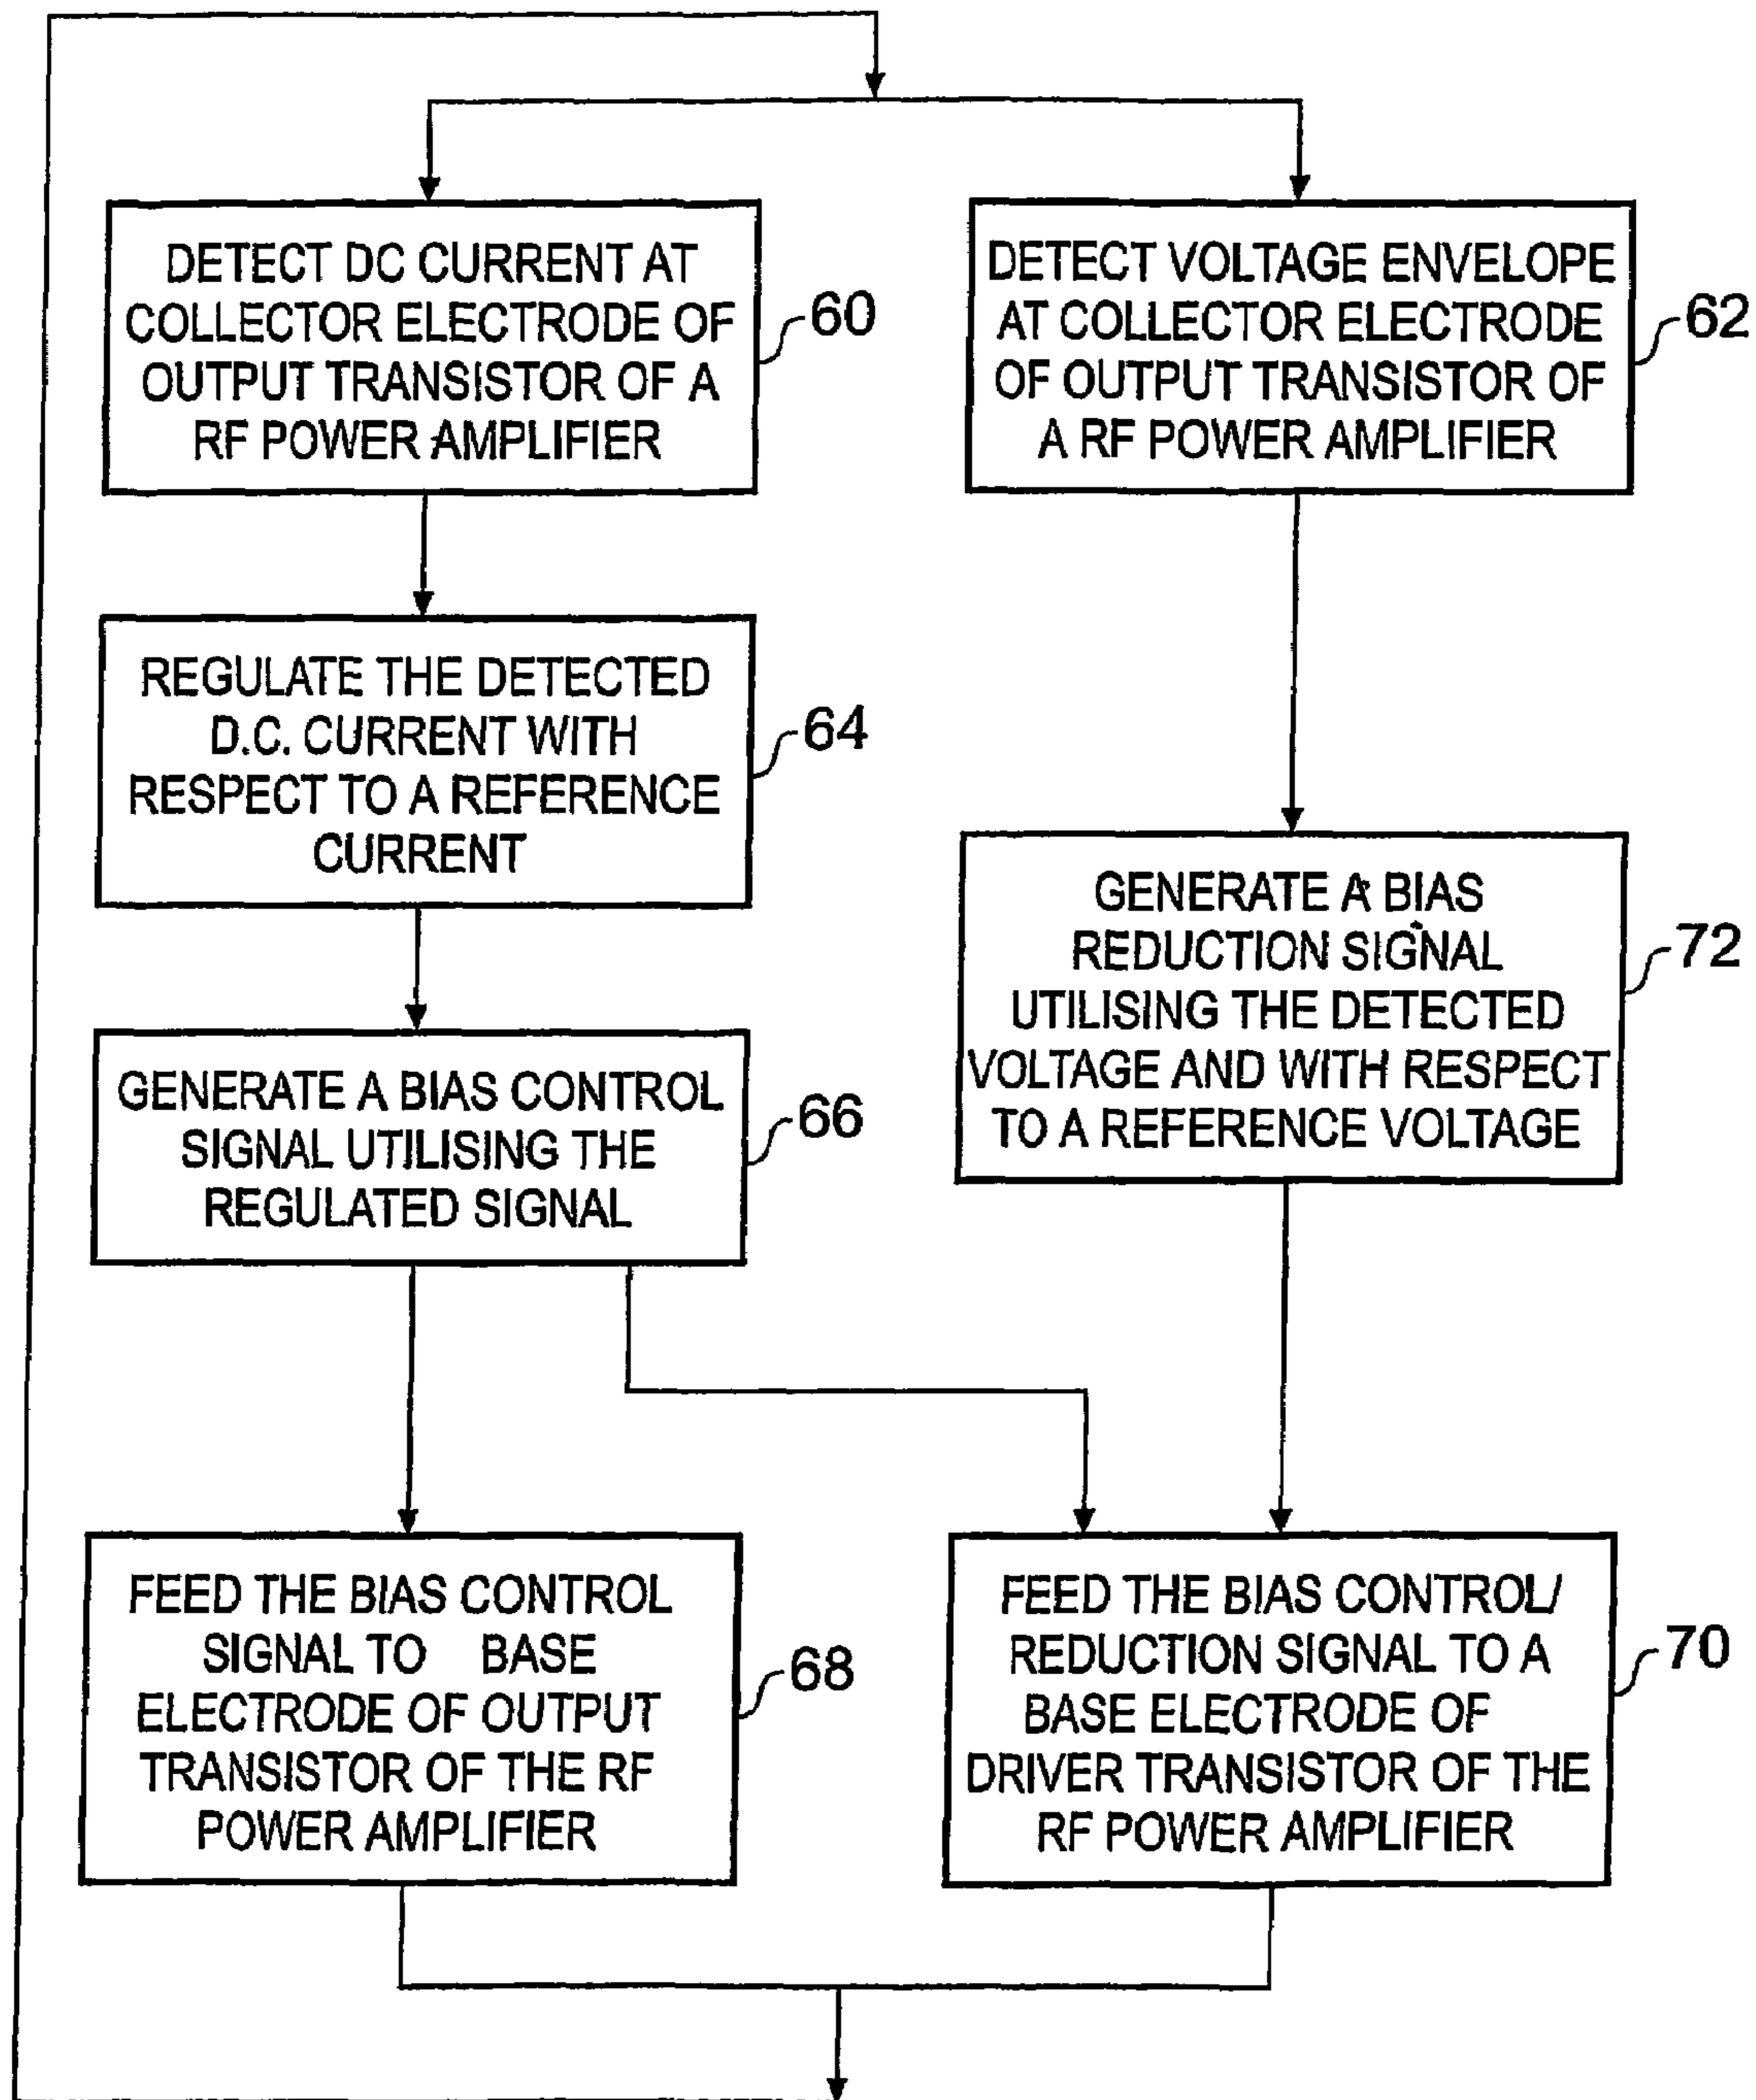 DETECT DC CURRENT AT
COLLECTOR ELECTRODE OF
OUTPUT TRANSISTOR OF A
RF POWER AMPLIFIER
60
DETECT VOLTAGE ENVELOPE
AT COLLECTOR ELECTRODE
OF OUTPUT TRANSISTOR OF
A RF POWER AMPLIFIER
62
REGULATE THE DETECTED
D.C. CURRENT WITH
RESPECT TO A REFERENCE
CURRENT
64
GENERATE A BIAS
REDUCTION SIGNAL
UTILISING THE DETECTED
VOLTAGE AND WITH RESPECT
TO A REFERENCE VOLTAGE
72
GENERATE A BIAS CONTROL
SIGNAL UTILISING THE
REGULATED SIGNAL
66
FEED THE BIAS CONTROL
SIGNAL TO BASE
ELECTRODE OF OUTPUT
TRANSISTOR OF THE RF
POWER AMPLIFIER
68
FEED THE BIAS CONTROL/
REDUCTION SIGNAL TO A
BASE ELECTRODE OF
DRIVER TRANSISTOR OF THE
RF POWER AMPLIFIER
70